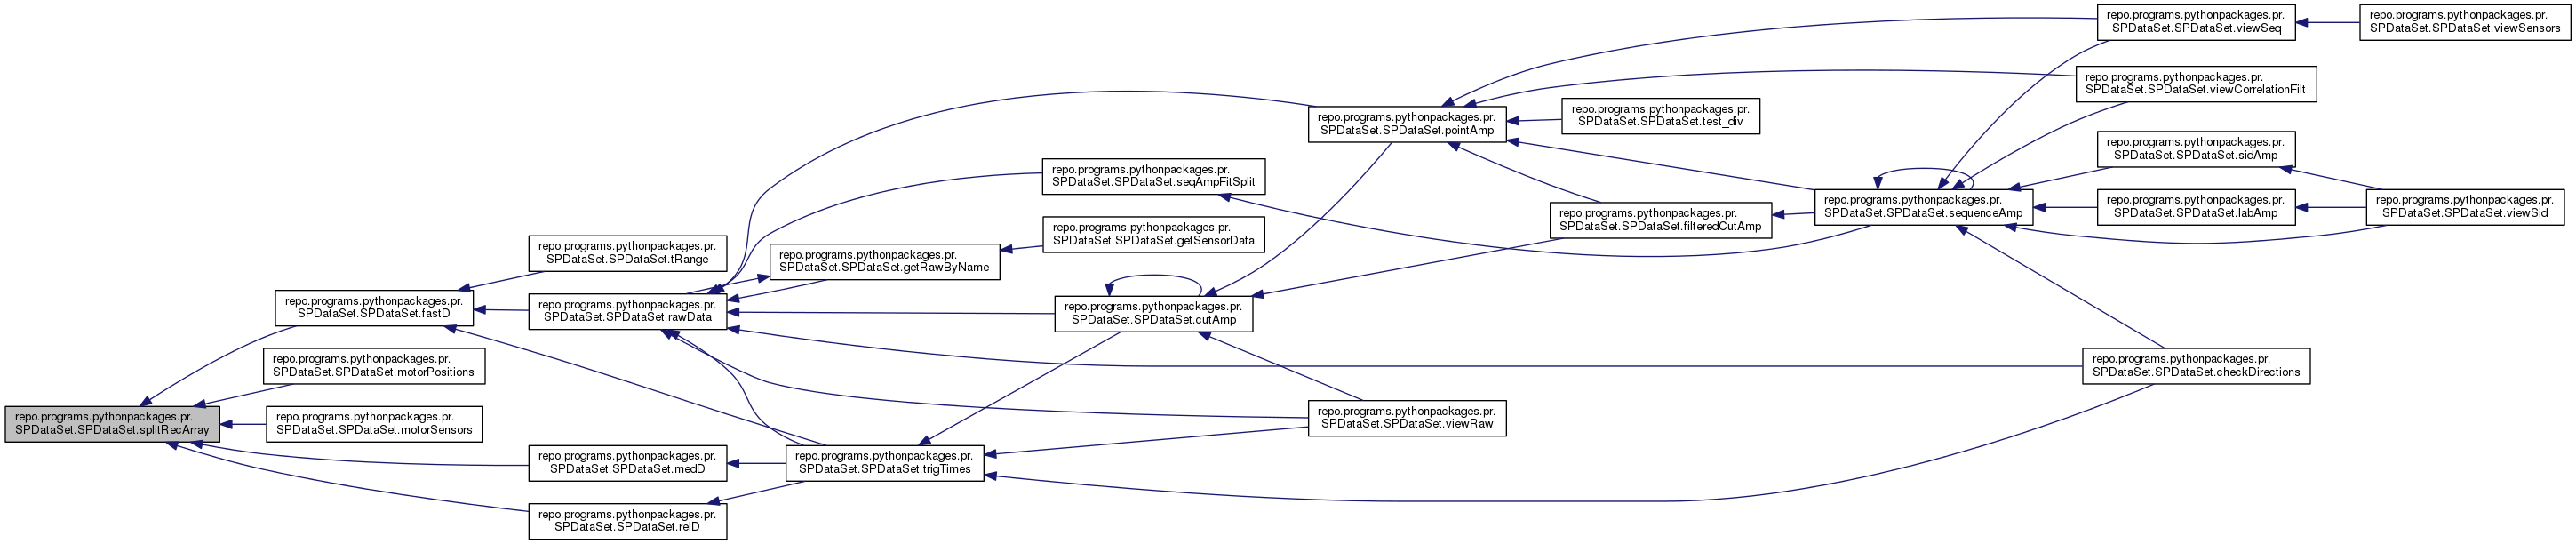 repo.programs.pythonpackages.pr.
SPDataSet.SPDataSet.splitRecArray
repo.programs.pythonpackages.pr.
SPDataSet.SPDataSet.fastD
repo.programs.pythonpackages.pr.
SPDataSet.SPDataSet.motorPositions
repo.programs.pythonpackages.pr.
SPDataSet.SPDataSet.motorSensors
repo.programs.pythonpackages.pr.
SPDataSet.SPDataSet.tRange
repo.programs.pythonpackages.pr.
SPDataSet.SPDataSet.rawData
repo.programs.pythonpackages.pr.
SPDataSet.SPDataSet.medD
repo.programs.pythonpackages.pr.
SPDataSet.SPDataSet.relD
repo.programs.pythonpackages.pr.
SPDataSet.SPDataSet.getRawByName
repo.programs.pythonpackages.pr.
SPDataSet.SPDataSet.trigTimes
repo.programs.pythonpackages.pr.
SPDataSet.SPDataSet.seqAmpFitSplit
repo.programs.pythonpackages.pr.
SPDataSet.SPDataSet.getSensorData
repo.programs.pythonpackages.pr.
SPDataSet.SPDataSet.cutAmp
repo.programs.pythonpackages.pr.
SPDataSet.SPDataSet.pointAmp
repo.programs.pythonpackages.pr.
SPDataSet.SPDataSet.viewRaw
repo.programs.pythonpackages.pr.
SPDataSet.SPDataSet.test_div
repo.programs.pythonpackages.pr.
SPDataSet.SPDataSet.filteredCutAmp
repo.programs.pythonpackages.pr.
SPDataSet.SPDataSet.sequenceAmp
repo.programs.pythonpackages.pr.
SPDataSet.SPDataSet.viewSeq
repo.programs.pythonpackages.pr.
SPDataSet.SPDataSet.viewCorrelationFilt
repo.programs.pythonpackages.pr.
SPDataSet.SPDataSet.sidAmp
repo.programs.pythonpackages.pr.
SPDataSet.SPDataSet.labAmp
repo.programs.pythonpackages.pr.
SPDataSet.SPDataSet.checkDirections
repo.programs.pythonpackages.pr.
SPDataSet.SPDataSet.viewSensors
repo.programs.pythonpackages.pr.
SPDataSet.SPDataSet.viewSid